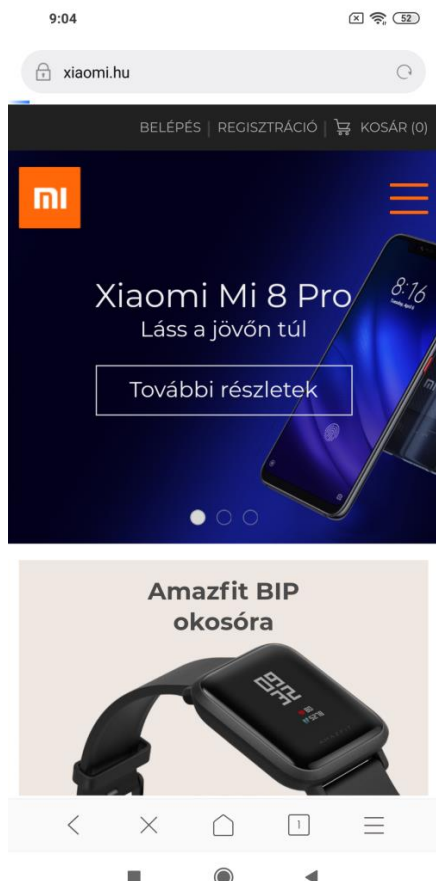 9:04
52
xiaomi.hu
BELÉPÉS | REGISZTRÁCIÓ | KOSÁR (0)
mi
Xiaomi Mi 8 Pro
Láss a jövőn túl
További részletek
8:16
Amazfit BIP
okosóra
AMAZFIT
1